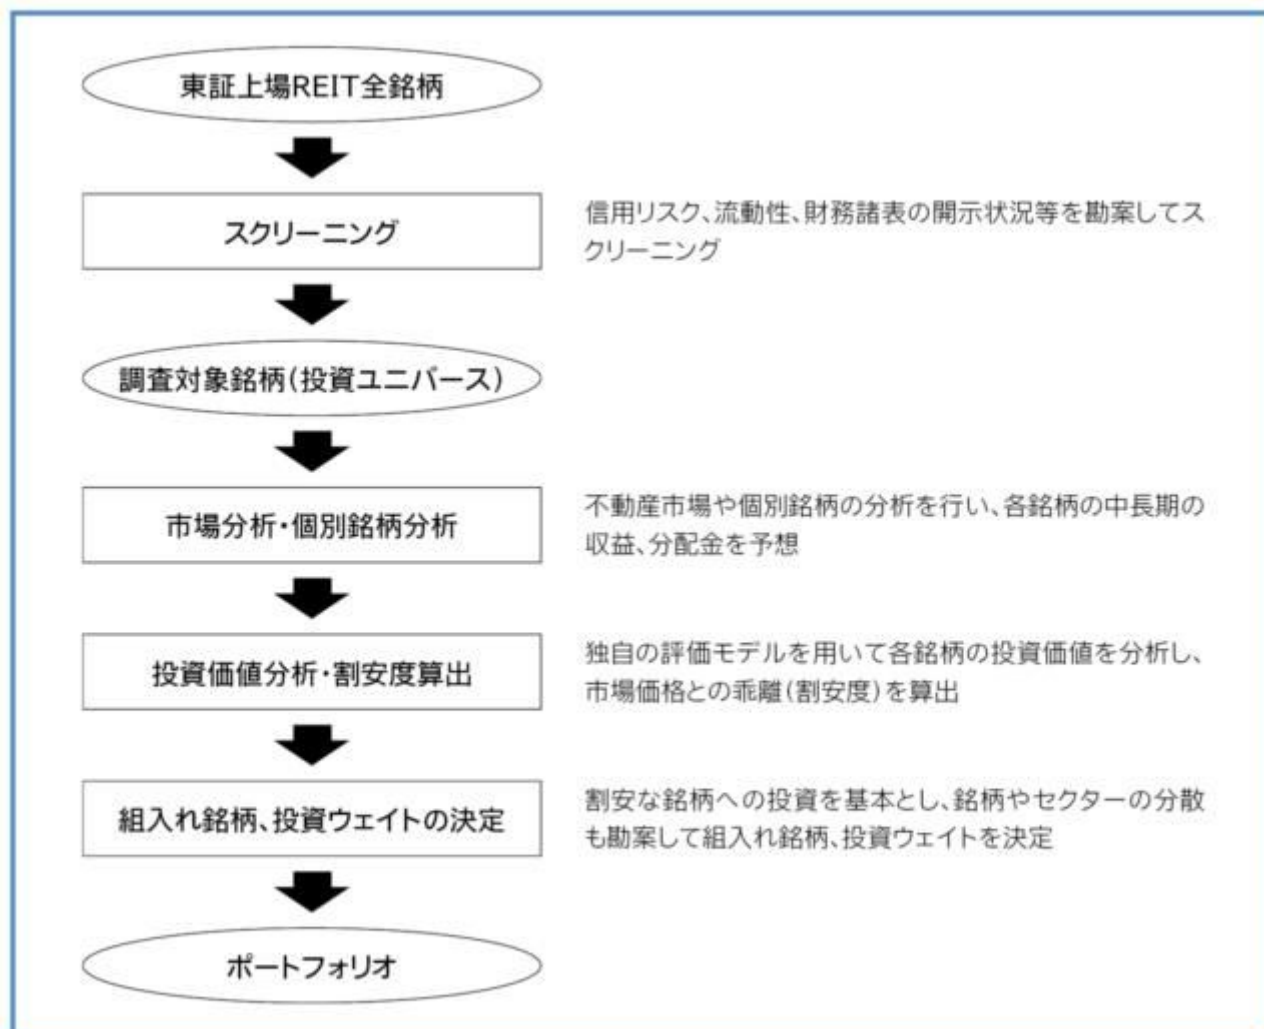 東証上場REIT全銘柄
スクリーニング
信用リスク、流動性、財務諸表の開示状況等を勘案してス
クリーニング
調査対象銘柄(投資ユニバース)
市場分析・個別銘柄分析
不動産市場や個別銘柄の分析を行い、各銘柄の中長期の
収益、分配金を予想
投資価値分析・割安度算出
独自の評価モデルを用いて各銘柄の投資価値を分析し、
市場価格との乖離(割安度)を算出
組入れ銘柄、投資ウェイトの決定
割安な銘柄への投資を基本とし、銘柄やセクターの分散
も勘案して組入れ銘柄、投資ウェイトを決定
ポートフォリオ